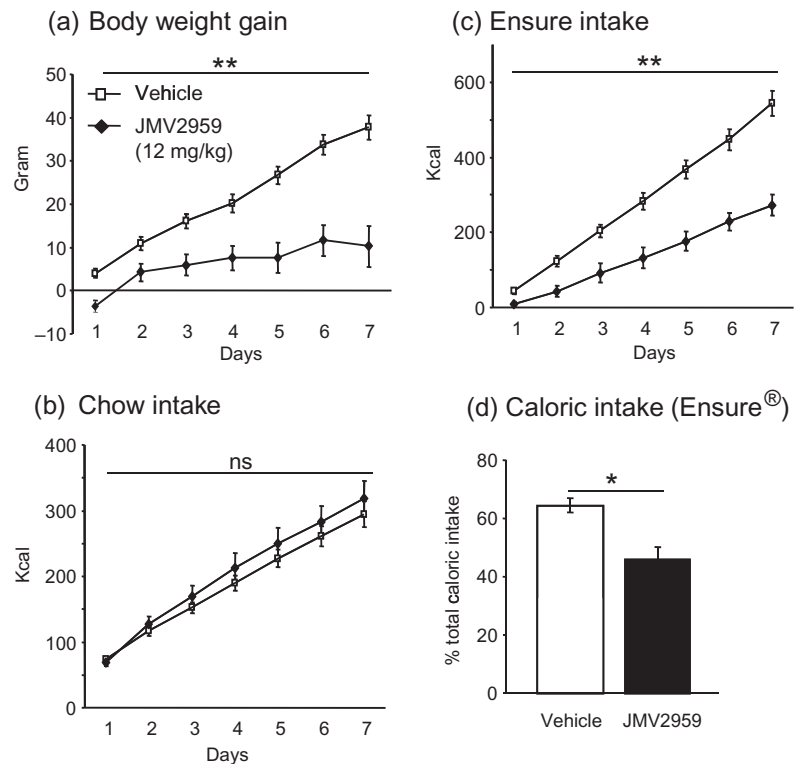 (a) Body weight gain
**
50
40
30
20
10
0
–10
Gram
Vehicle
JMV2959
(12 mg/kg)
1 2 3 4 5 6 7
Days
(c) Ensure intake
**
600
400
200
0
Kcal
1 2 3 4 5 6 7
Days
(b) Chow intake
ns
400
300
200
100
0
Kcal
1 2 3 4 5 6 7
Days
(d) Caloric intake (Ensure®)
*
80
60
40
20
0
% total caloric intake
Vehicle JMV2959